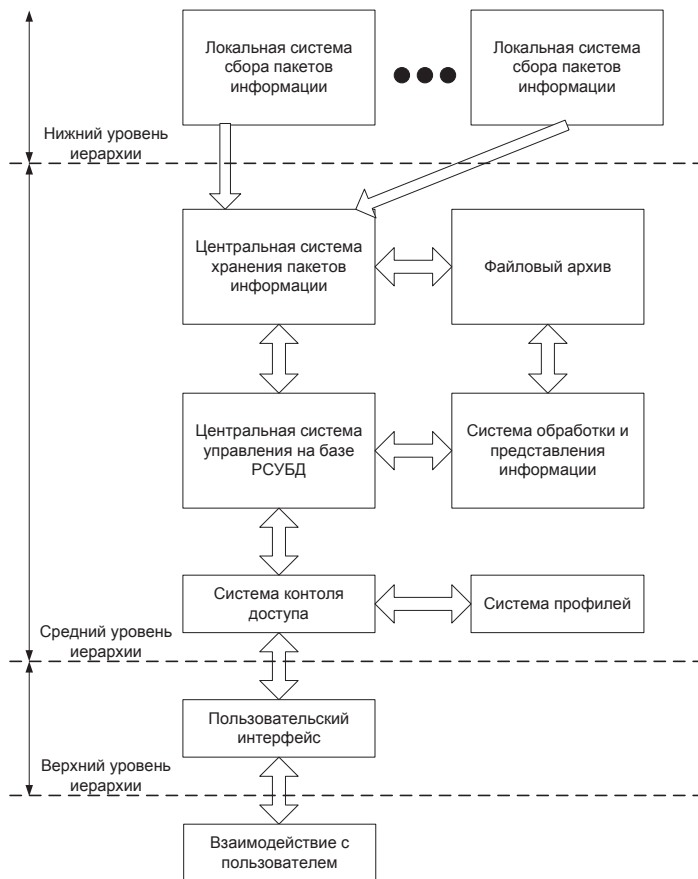 Локальная система
сбора пакетов
информации
Локальная система
сбора пакетов
информации
Нижний уровень
иерархии
Центральная система
хранения пакетов
информации
Файловый архив
Центральная система
управления на базе
РСУБД
Система обработки и
представления
информации
Система контоля
доступа
Система профилей
Средний уровень
иерархии
Пользовательский
интерфейс
Верхний уровень
иерархии
Взаимодействие с
пользователем